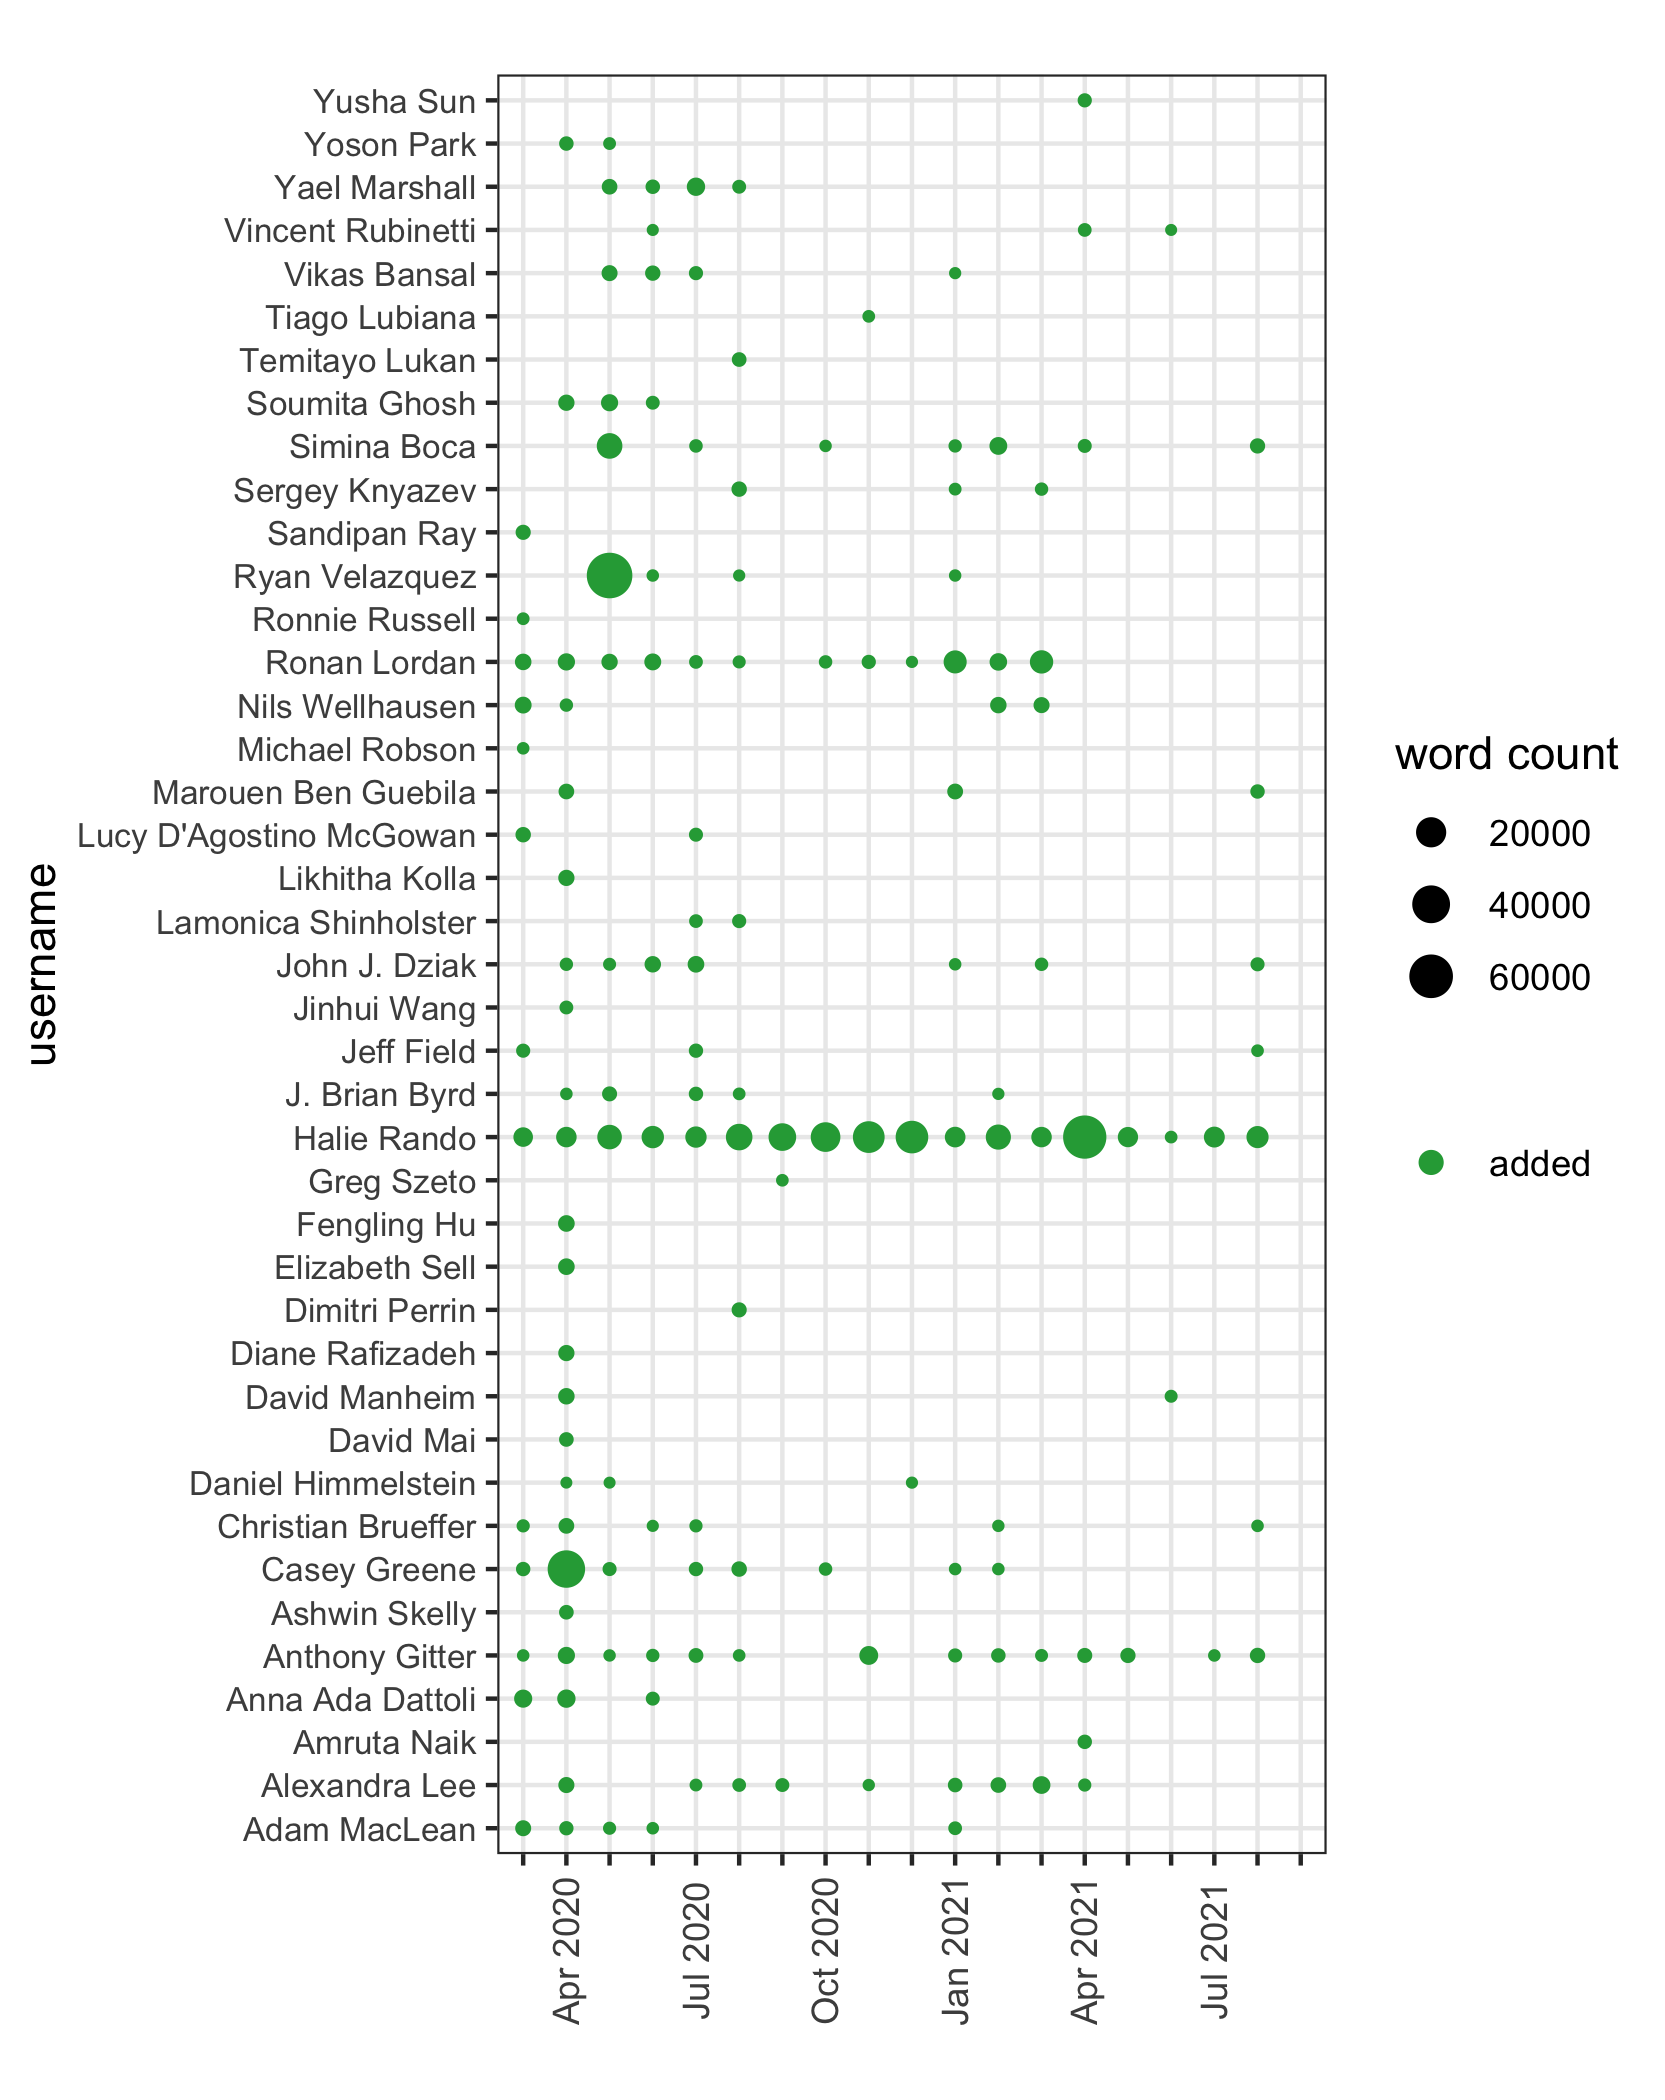 username
Yusha Sun
Yoson Park
Yael Marshall
Vincent Rubinetti
Vikas Bansal
Tiago Lubiana
Temitayo Lukan
Soumita Ghosh
Simina Boca
Sergey Knyazev
Sandipan Ray
Ryan Velazquez
Ronnie Russell
Ronan Lordan
Nils Wellhausen
Michael Robson
Marouen Ben Guebila
Lucy D'Agostino McGowan
Likhitha Kolla
Lamonica Shinholster
John J. Dziak
Jinhui Wang
Jeff Field
J. Brian Byrd
Halie Rando
Greg Szeto
Fengling Hu
Elizabeth Sell
Dimitri Perrin
Diane Rafizadeh
David Manheim
David Mai
Daniel Himmelstein
Christian Brueffer
Casey Greene
Ashwin Skelly
Anthony Gitter
Anna Ada Dattoli
Amruta Naik
Alexandra Lee
Adam MacLean
Apr 2020
Jul 2020
Oct 2020
Jan 2021
Apr 2021
Jul 2021
word count
20000
40000
60000
added